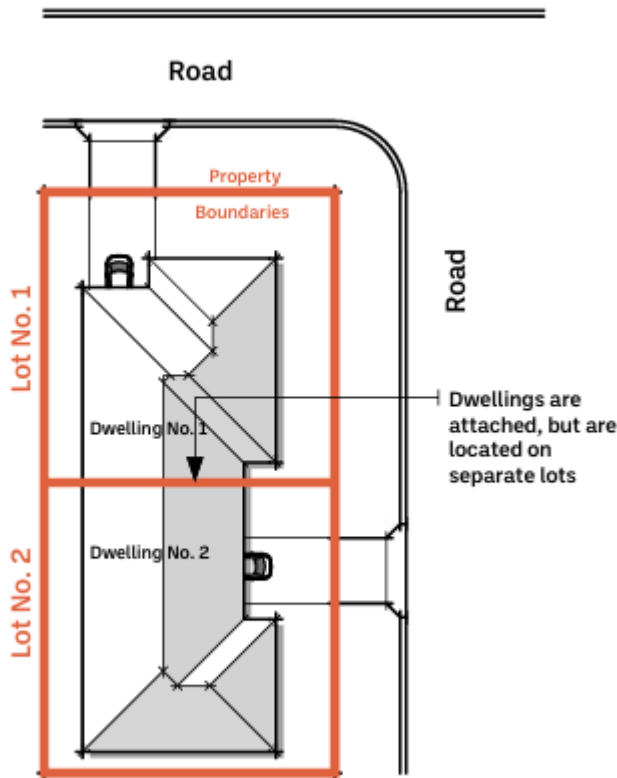 Road
Property
Boundaries
Road
Lot No. 1
Dwellings are
attached, but are
located on
separate lots
Dwelling No. 1
Dwelling No. 2
Lot No. 2